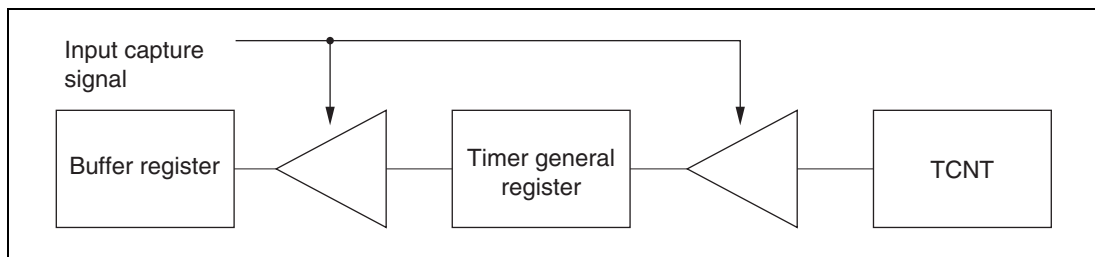 Input capture
signal
Buffer register
Timer general
register
TCNT